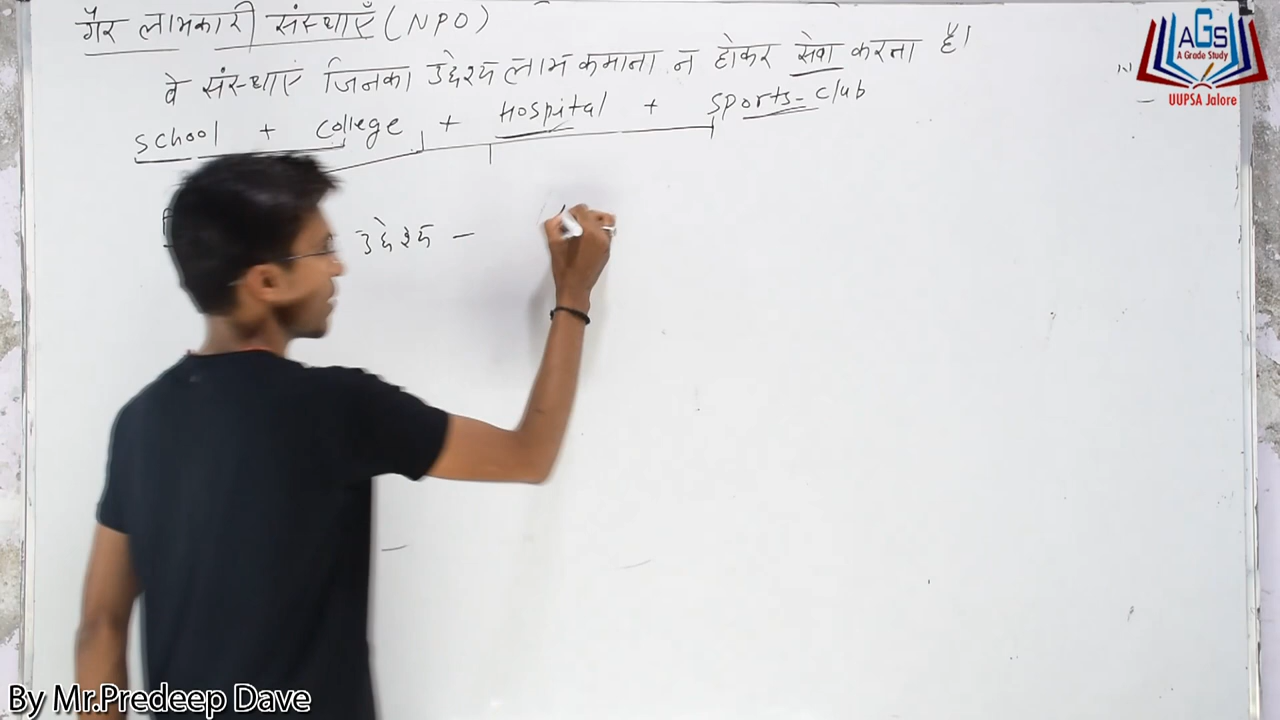 गैर लाभकारी संस्थाएँ (NPO)
वे संस्थाएं जिनका उद्देश्य लाभ कमाना न होकर सेवा करना है।
School + College + Hospital + Sports-Club
उद्देश्य -
AGS
A Grade Study
UUPSA Jalore
By Mr.Predeep Dave